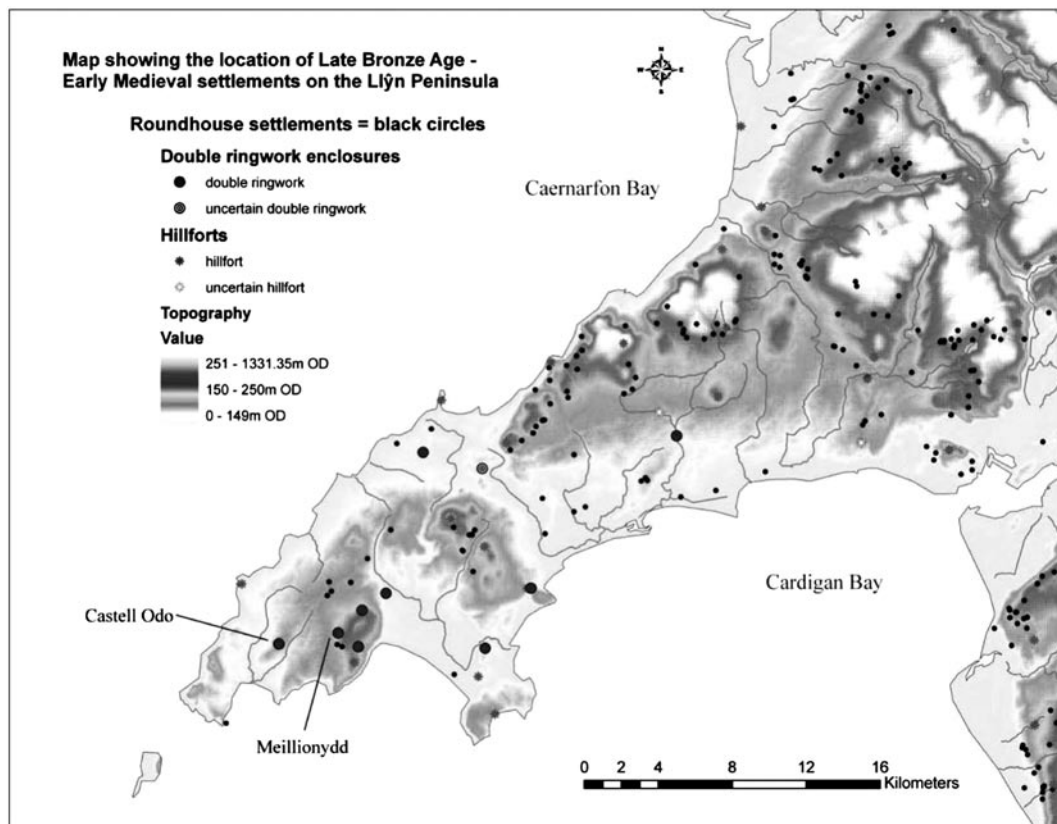 Map showing the location of Late Bronze Age -
Early Medieval settlements on the Llŷn Peninsula
Roundhouse settlements = black circles
Double ringwork enclosures
double ringwork
uncertain double ringwork
Hillforts
hillfort
uncertain hillfort
Topography
Value
251 - 1331.35m OD
150 - 250m OD
0 - 149m OD
N
W E
S
Caernarfon Bay
Cardigan Bay
Castell Odo
Meillionydd
0 2 4 8 12 16
Kilometers